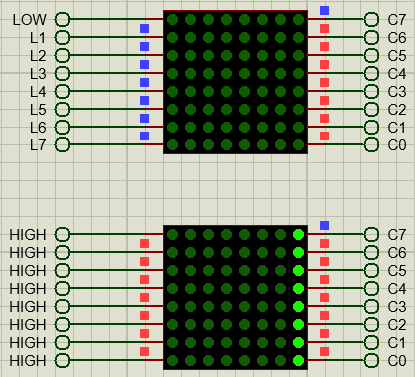 LOW C7
L1 C6
L2 C5
L3 C4
L4 C3
L5 C2
L6 C1
L7 C0
HIGH C7
HIGH C6
HIGH C5
HIGH C4
HIGH C3
HIGH C2
HIGH C1
HIGH C0